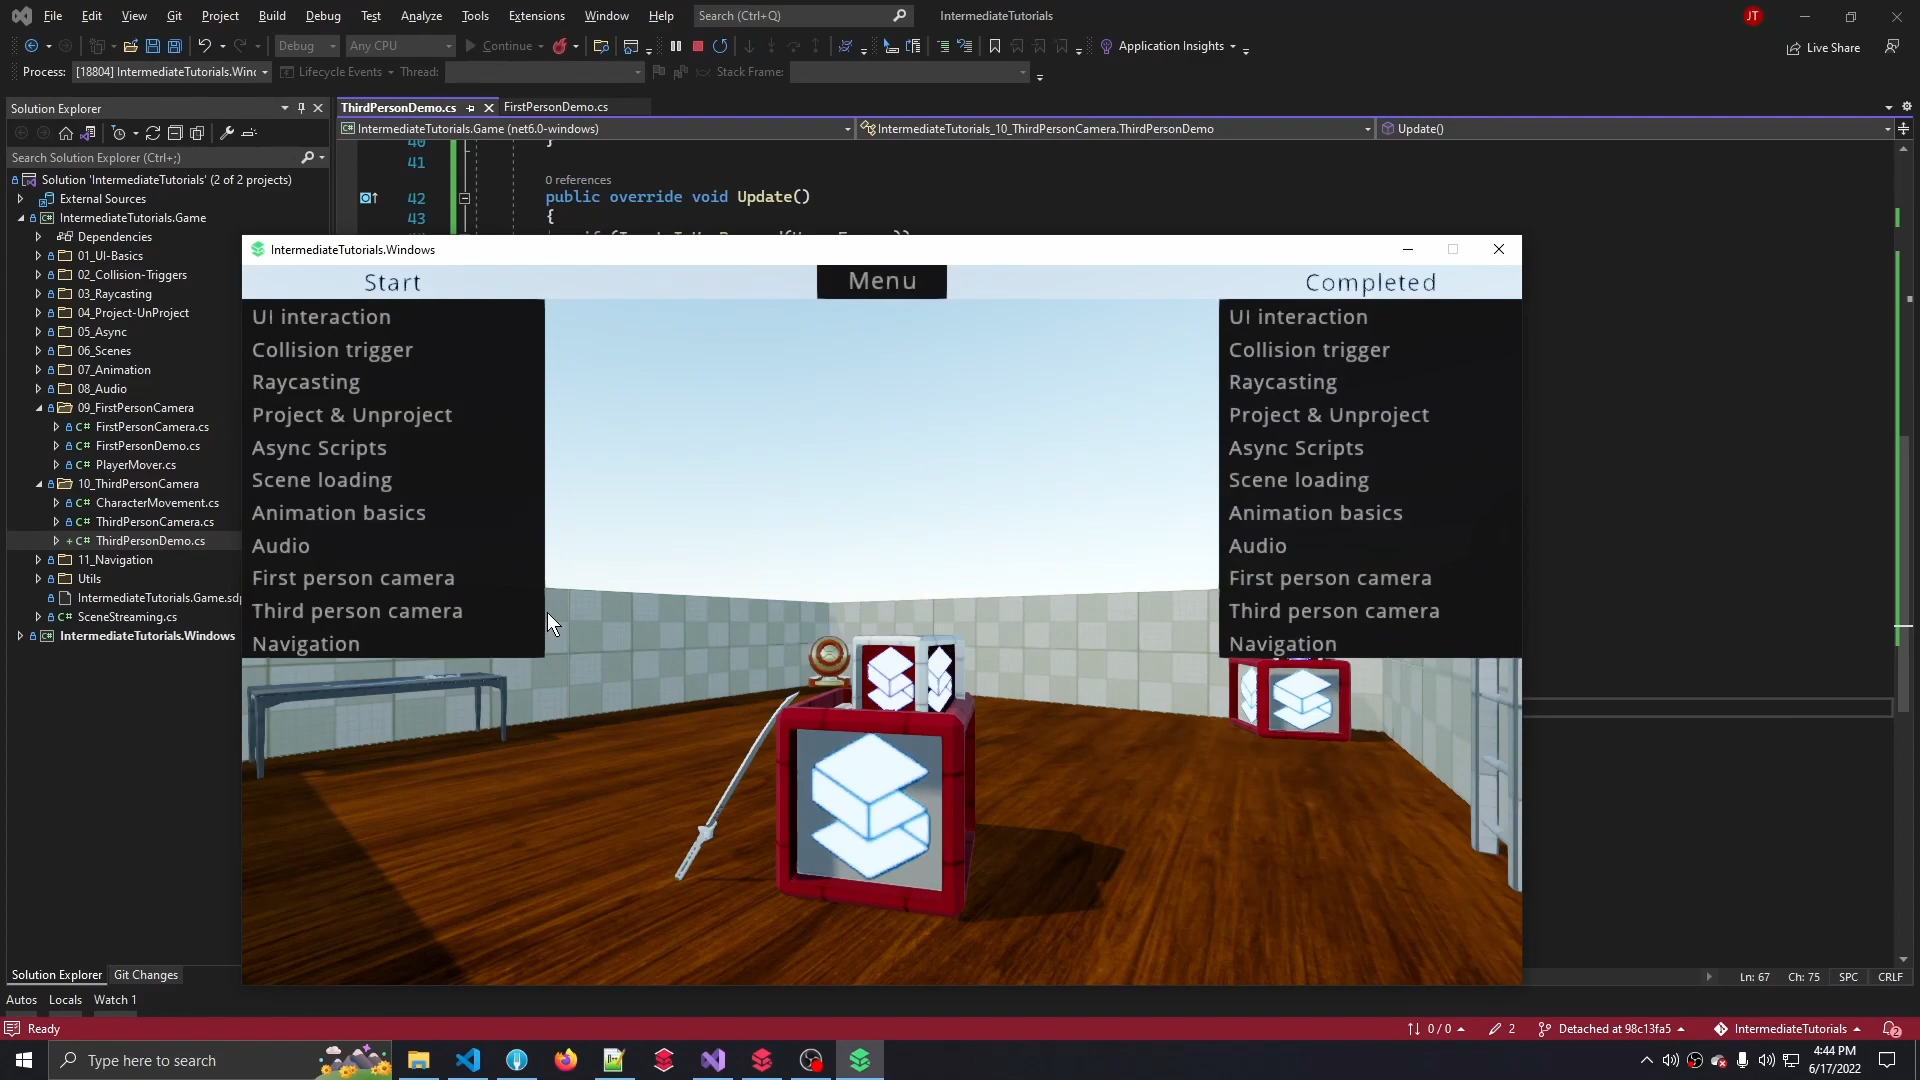 File Edit View Git Project Build Debug Test Analyze Tools Extensions Window Help Search (Ctrl+Q) IntermediateTutorials JT
Debug Any CPU Continue Application Insights Live Share
Process: [18804] IntermediateTutorials.Winc Lifecycle Events Thread: Stack Frame:
Solution Explorer
ThirdPersonDemo.cs FirstPersonDemo.cs
IntermediateTutorials.Game (net6.0-windows) IntermediateTutorials_10_ThirdPersonCamera.ThirdPersonDemo Update()
Search Solution Explorer (Ctrl+;)
Solution 'IntermediateTutorials' (2 of 2 projects)
External Sources
IntermediateTutorials.Game
Dependencies
01_UI-Basics
02_Collision-Triggers
03_Raycasting
04_Project-UnProject
05_Async
06_Scenes
07_Animation
08_Audio
09_FirstPersonCamera
FirstPersonCamera.cs
FirstPersonDemo.cs
PlayerMover.cs
10_ThirdPersonCamera
CharacterMovement.cs
ThirdPersonCamera.cs
ThirdPersonDemo.cs
11_Navigation
Utils
IntermediateTutorials.Game.sdp
SceneStreaming.cs
IntermediateTutorials.Windows
40 }
41
0 references
42 public override void Update()
43 {
IntermediateTutorials.Windows
Start
UI interaction
Collision trigger
Raycasting
Project & Unproject
Async Scripts
Scene loading
Animation basics
Audio
First person camera
Third person camera
Navigation
Menu
Completed
UI interaction
Collision trigger
Raycasting
Project & Unproject
Async Scripts
Scene loading
Animation basics
Audio
First person camera
Third person camera
Navigation
Solution Explorer Git Changes
Ln: 67 Ch: 75 SPC CRLF
Autos Locals Watch 1
Ready 0 / 0 2 Detached at 98c13fa5 IntermediateTutorials 2
Type here to search
4:44 PM
6/17/2022